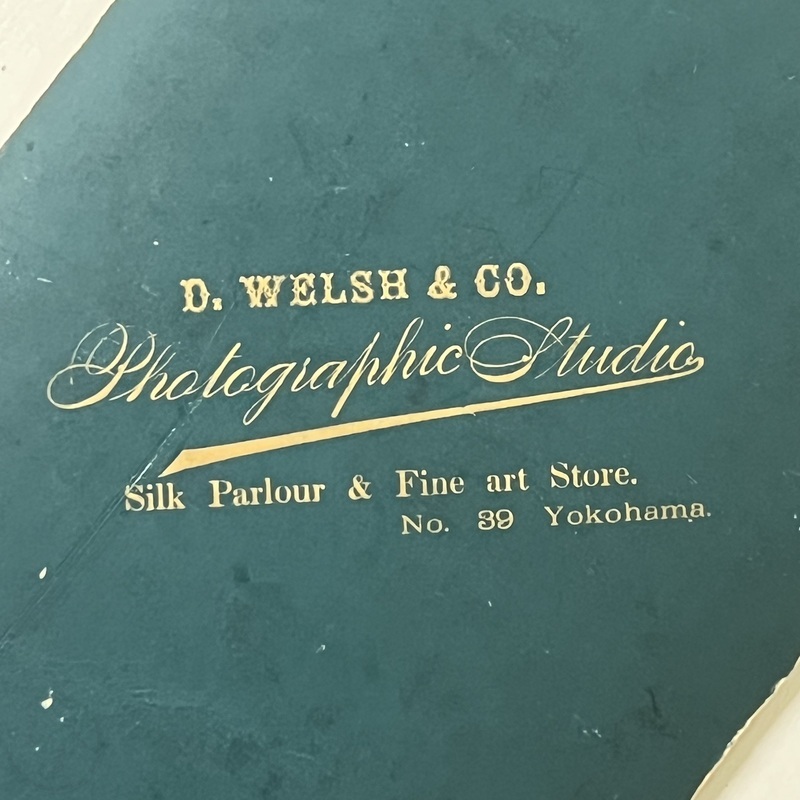 D. WELSH & CO.
Photographic Studio
Silk Parlour & Fine art Store.
No. 39 Yokohama.